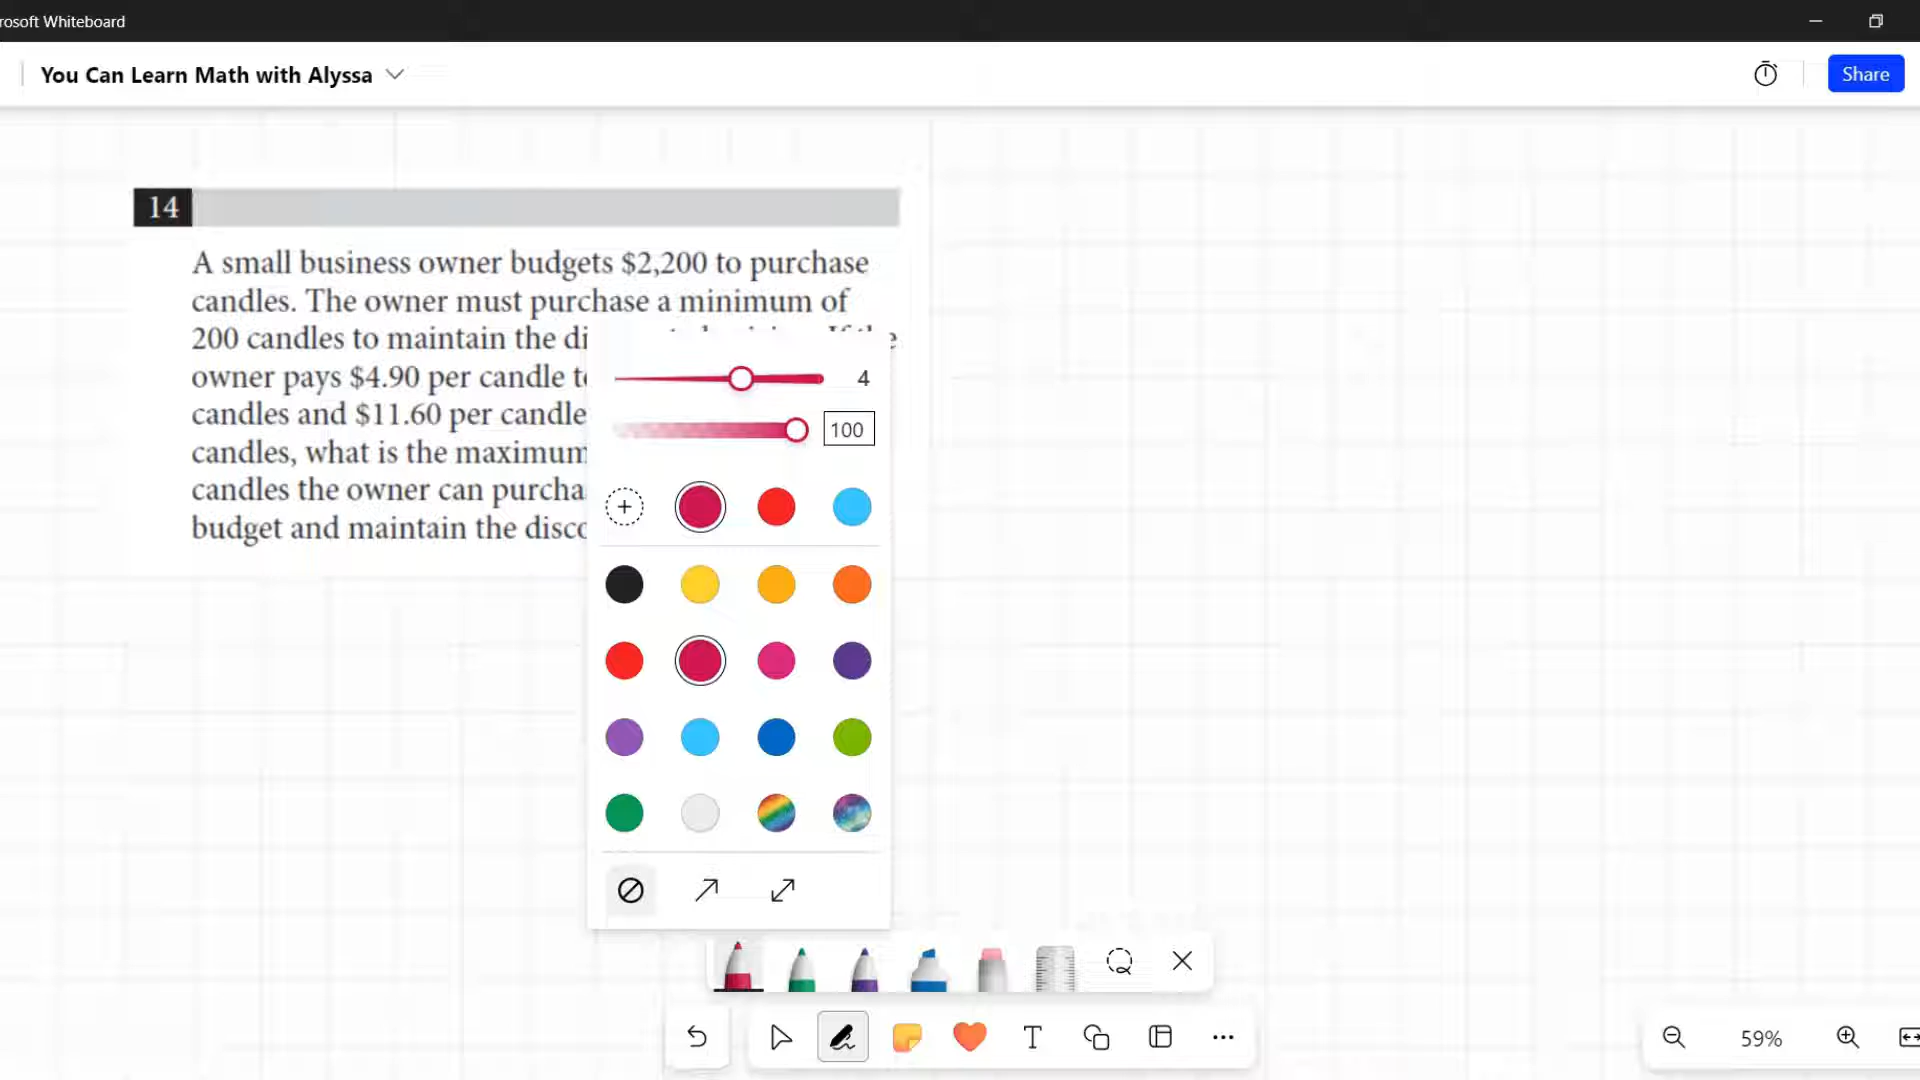 rosoft Whiteboard
You Can Learn Math with Alyssa
Share
14
A small business owner budgets $2,200 to purchase
candles. The owner must purchase a minimum of
200 candles to maintain the di
owner pays $4.90 per candle t
candles and $11.60 per candle
candles, what is the maximum
candles the owner can purcha
budget and maintain the disco
4
100
59%